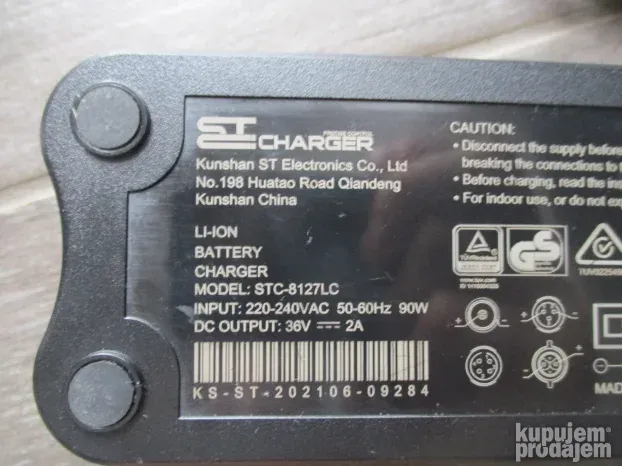 ST CHARGER
Kunshan ST Electronics Co., Ltd
No.198 Huatao Road Qiandeng
Kunshan China
LI-ION
BATTERY
CHARGER
MODEL: STC-8127LC
INPUT: 220-240VAC 50-60Hz 90W
DC OUTPUT: 36V 2A
KS-ST-202106-09284
CAUTION:
• Disconnect the supply before
breaking the connections to
• Before charging, read the
• For indoor use, or do not
GS
MAD
kupujem
prodajem